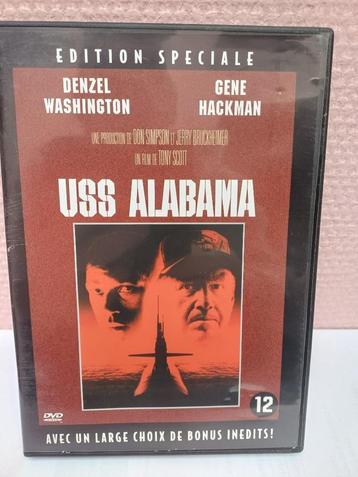 EDITION SPECIALE
DENZEL WASHINGTON
GENE HACKMAN
UNE PRODUCTION DE DON SIMPSON ET JERRY BRUCKHEIMER
UN FILM DE TONY SCOTT
USS ALABAMA
12
DVD
AVEC UN LARGE CHOIX DE BONUS INEDITS!